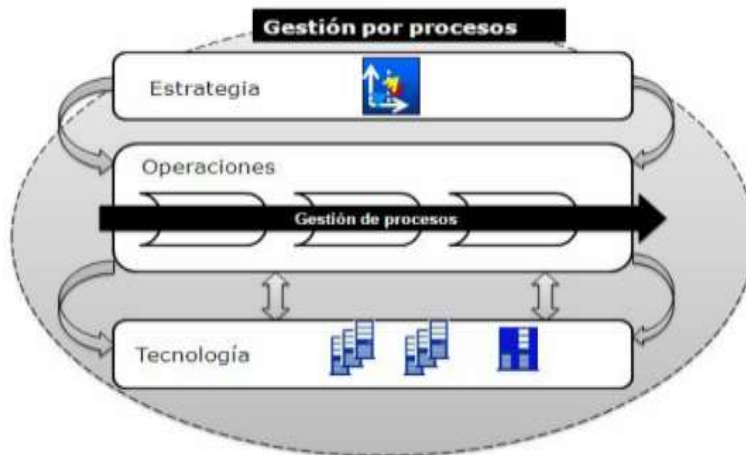 Gestión por procesos
Estrategia
Operaciones
Gestión de procesos
Tecnología